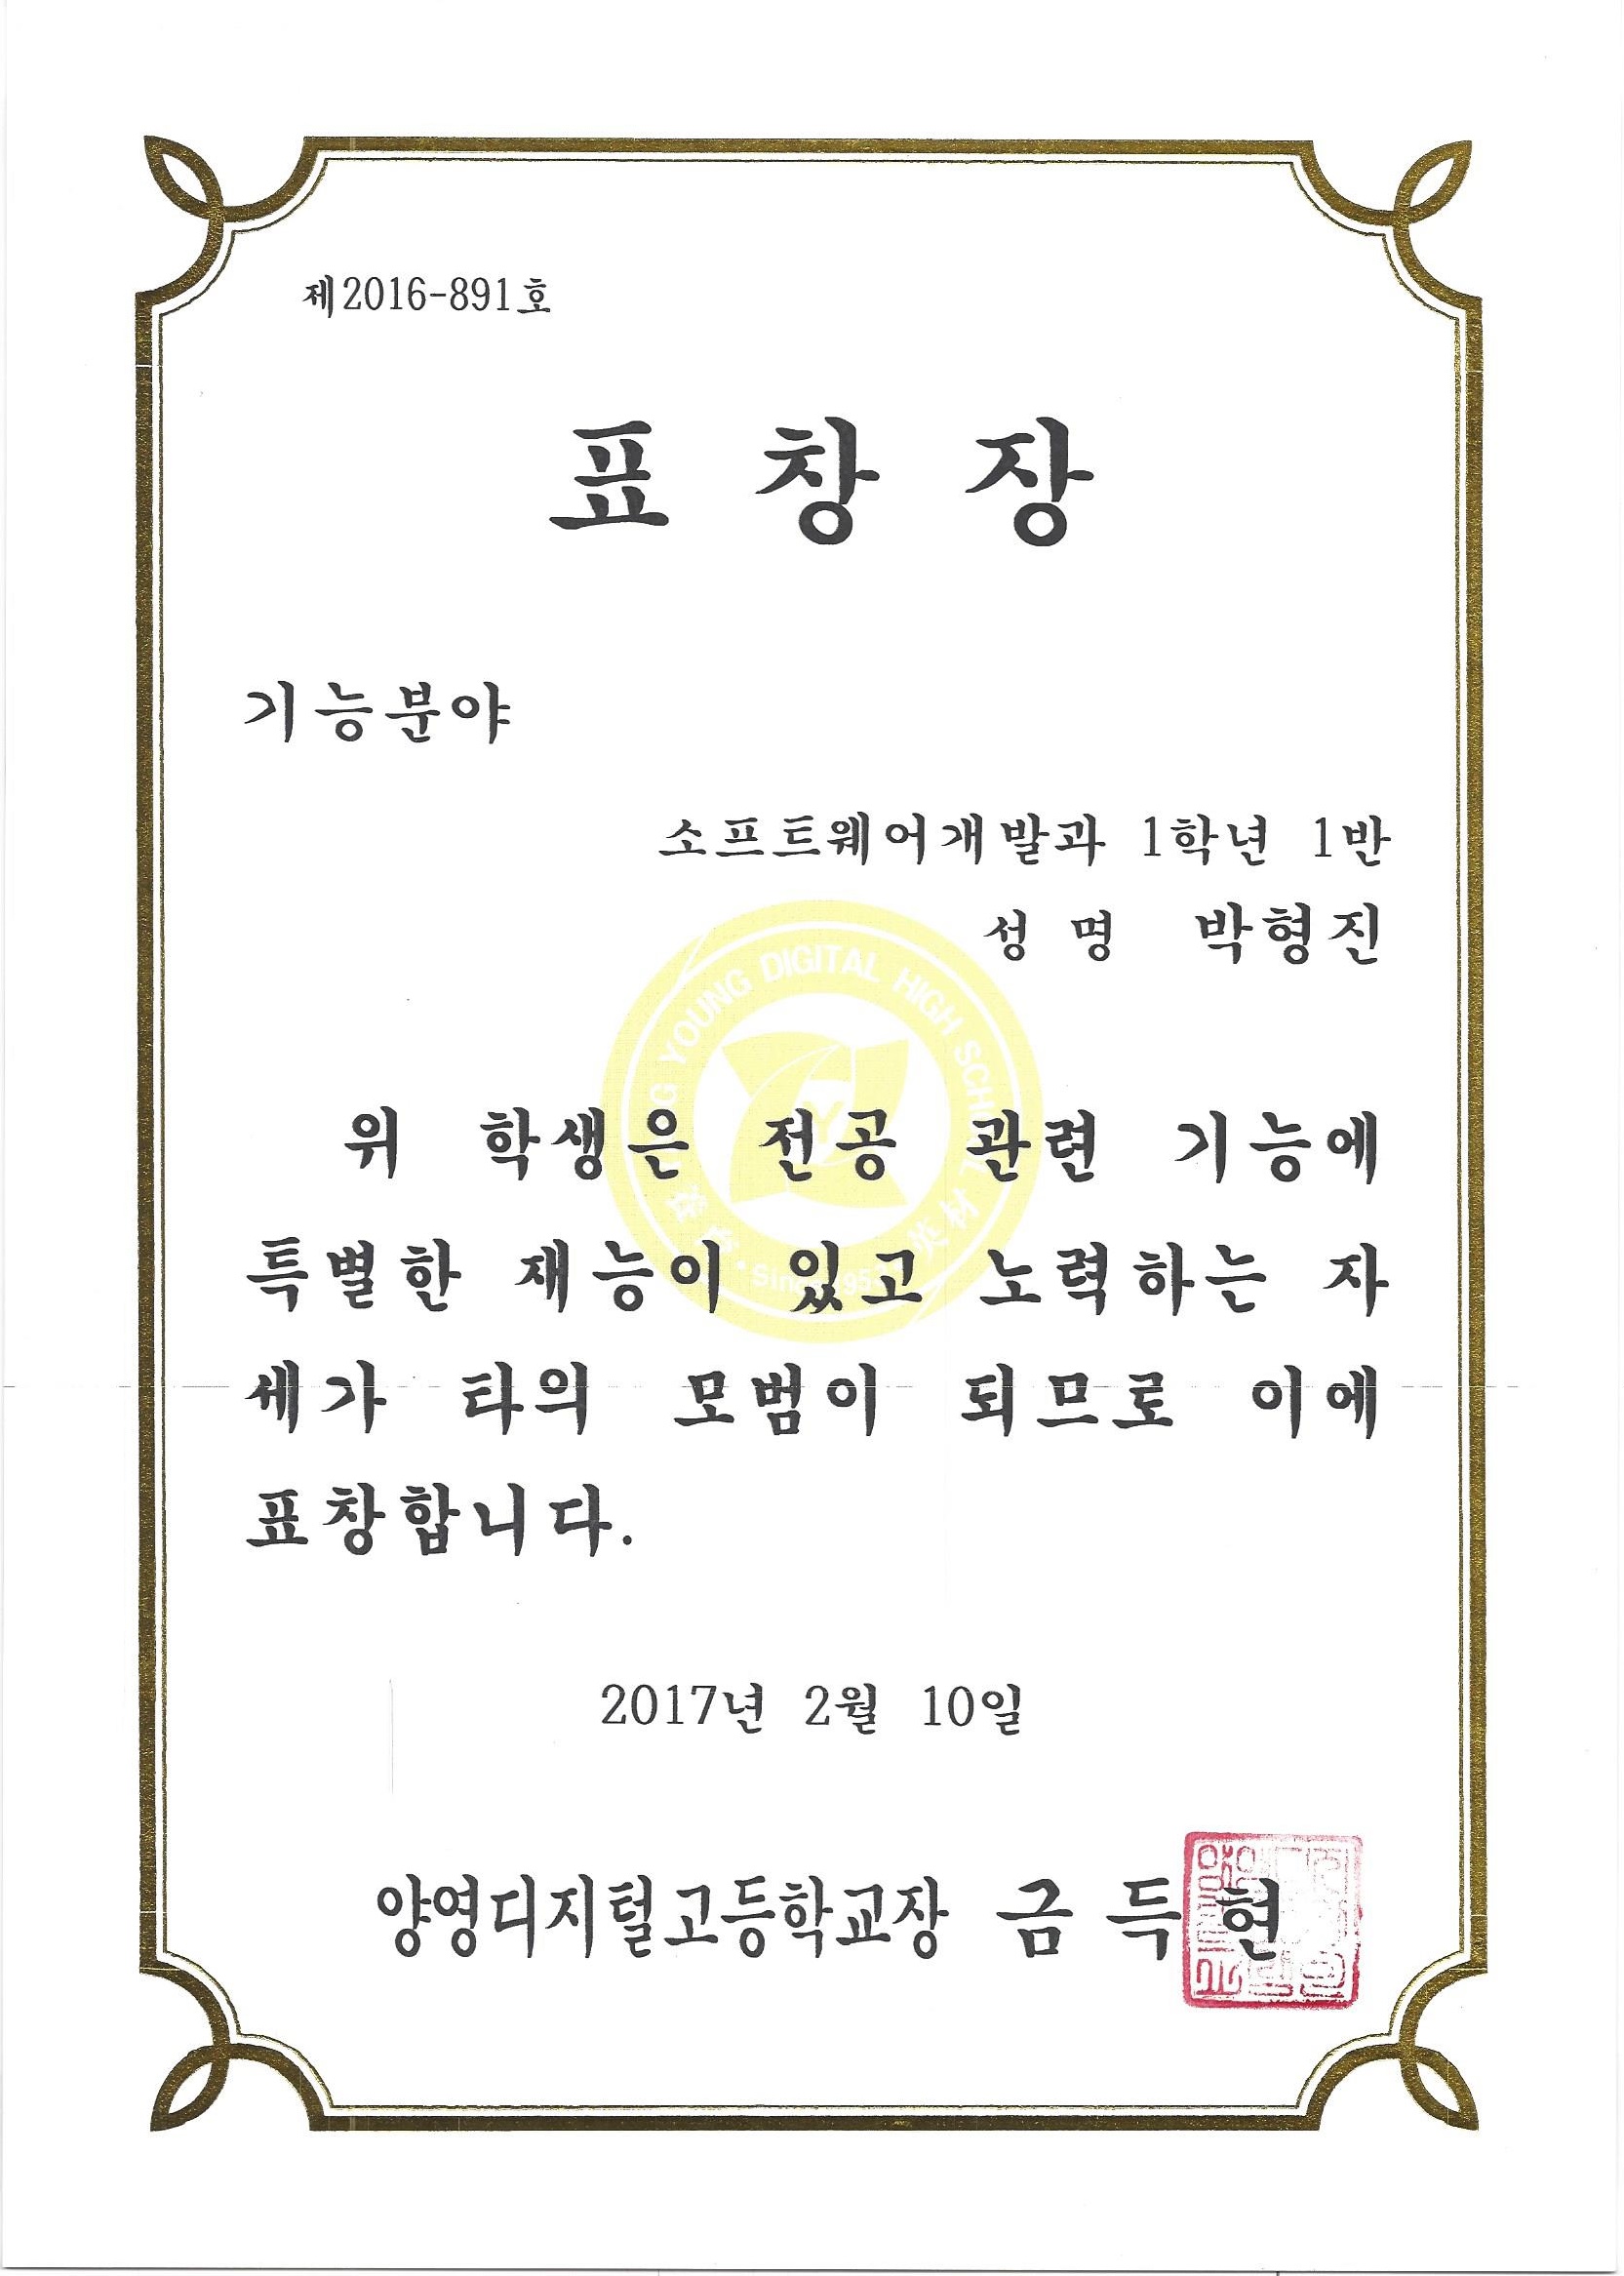 제2016-891호
표 창 장
기능분야
소프트웨어개발과 1학년 1반
성 명 박형진
YOUNG DIGITAL HIGH
위 학생은 전공 관련 기능에
특별한 재능이 있고 노력하는 자
세가 타의 모범이 되므로 이에
표창합니다.
2017년 2월 10일
양영디지털고등학교장 금 득 현